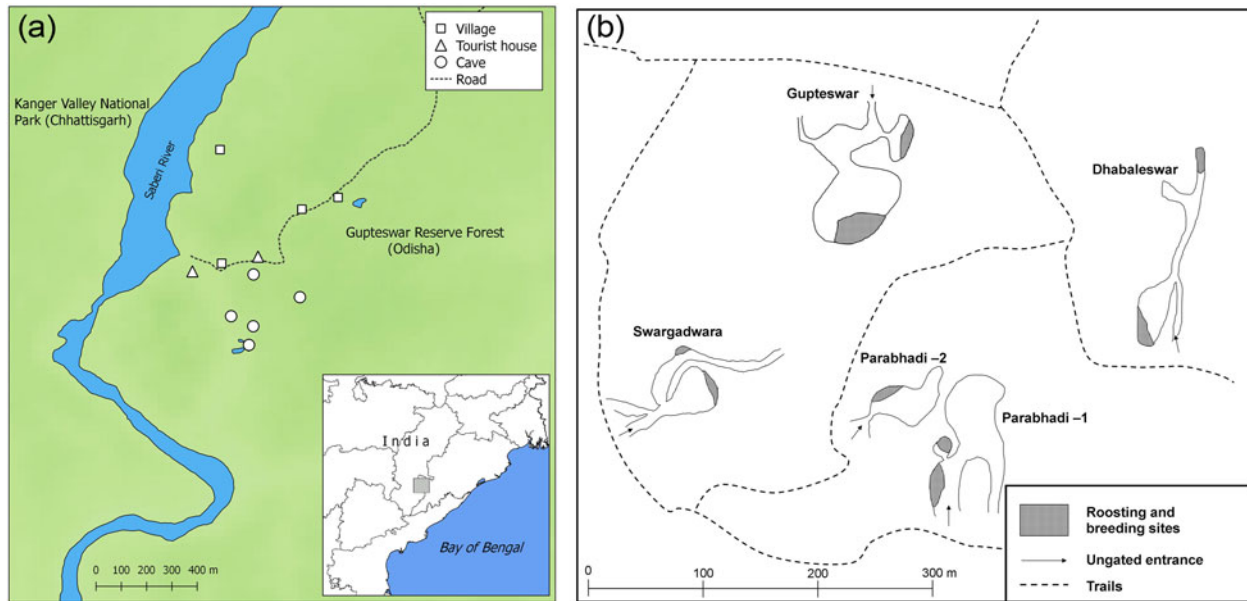 (a)
Village
Tourist house
Cave
Road
Kanger Valley National
Park (Chhattisgarh)
Saberi River
Gupteswar Reserve Forest
(Odisha)
India
Bay of Bengal
0 100 200 300 400 m
(b)
Gupteswar
Dhabaleswar
Swargadwara
Parabhadi –2
Parabhadi –1
Roosting and
breeding sites
Ungated entrance
Trails
0 100 200 300 m